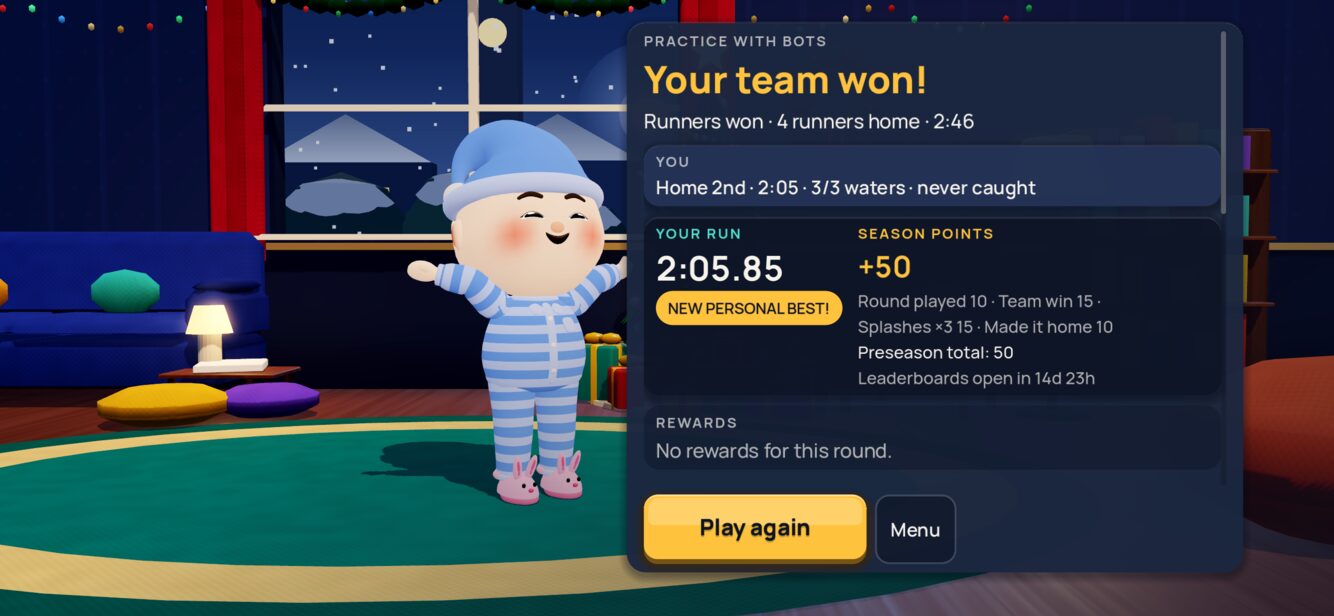 PRACTICE WITH BOTS
Your team won!
Runners won · 4 runners home · 2:46
YOU
Home 2nd · 2:05 · 3/3 waters · never caught
YOUR RUN
2:05.85
NEW PERSONAL BEST!
SEASON POINTS
+50
Round played 10 · Team win 15 ·
Splashes ×3 15 · Made it home 10
Preseason total: 50
Leaderboards open in 14d 23h
REWARDS
No rewards for this round.
Play again
Menu